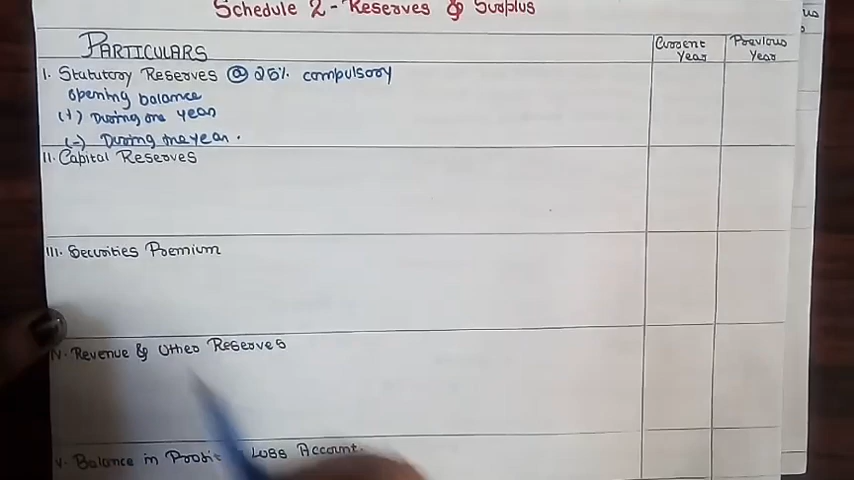 Schedule 2 - Reserves & Surplus
PARTICULARS
Current Year
Previous Year
I. Statutory Reserves @ 25% compulsory
opening balance
(+) During the year
(-) During the year.
II. Capital Reserves
III. Securities Premium
IV. Revenue & Other Reserves
V. Balance in Profit Loss Account.